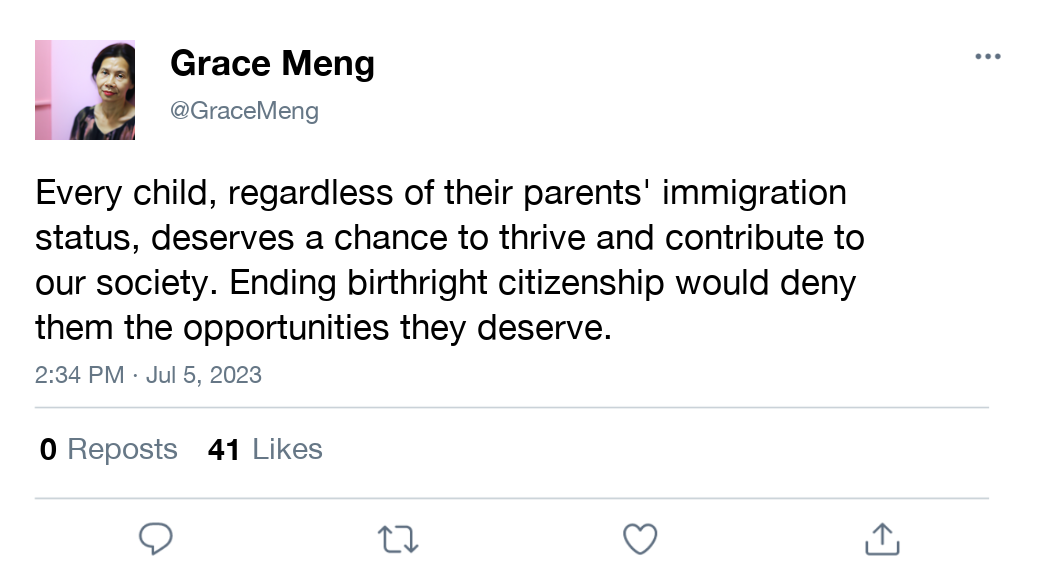 Grace Meng
@GraceMeng
Every child, regardless of their parents' immigration
status, deserves a chance to thrive and contribute to
our society. Ending birthright citizenship would deny
them the opportunities they deserve.
2:34 PM · Jul 5, 2023
0 Reposts 41 Likes